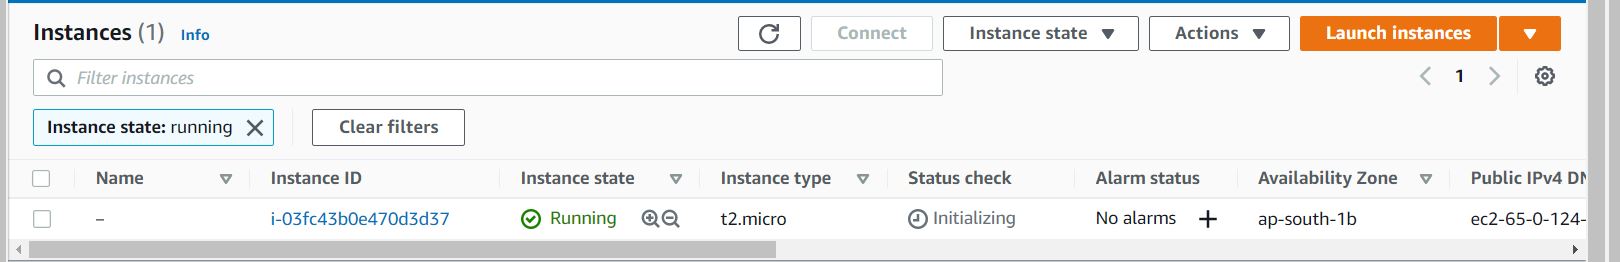 Instances (1) Info Connect Instance state Actions Launch instances
Filter instances 1
Instance state: running Clear filters
Name Instance ID Instance state Instance type Status check Alarm status Availability Zone Public IPv4 DN
– i-03fc43b0e470d3d37 Running t2.micro Initializing No alarms + ap-south-1b ec2-65-0-124-